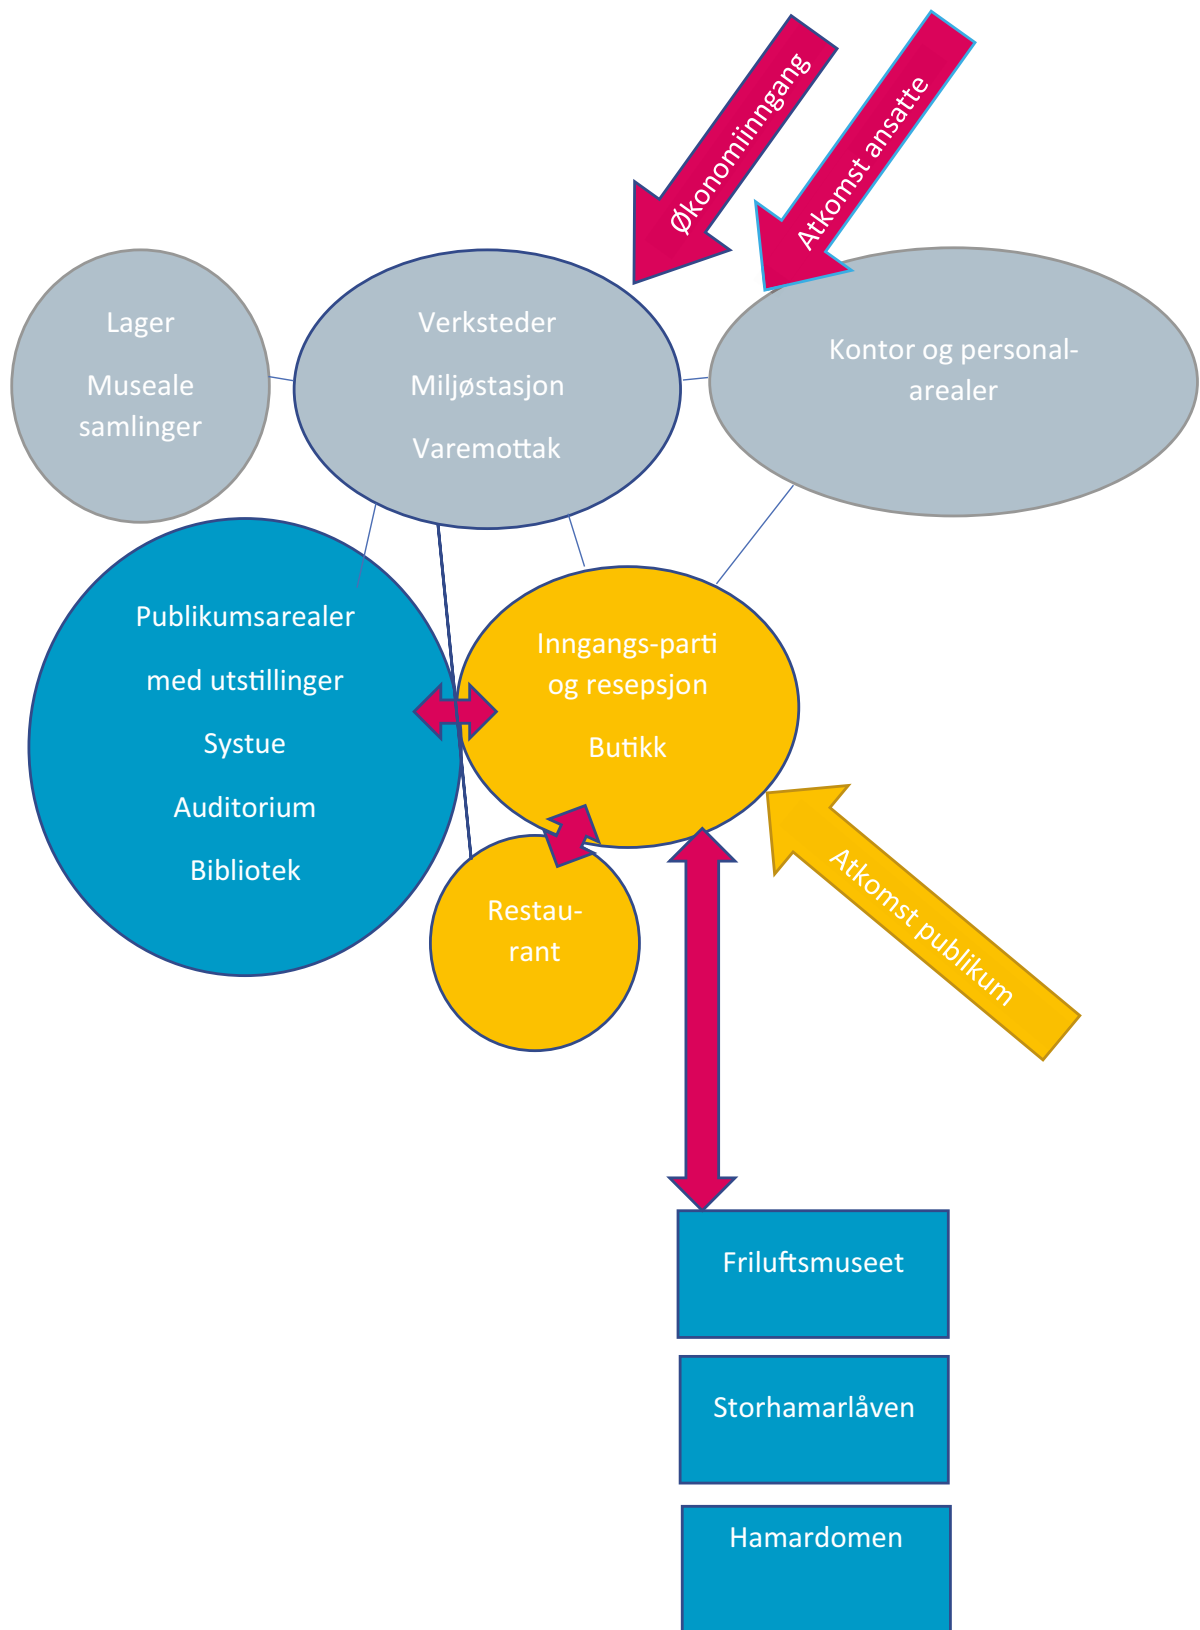 Økonomiinngang
Atkomst ansatte
Lager
Museale
samlinger
Verksteder
Miljøstasjon
Varemottak
Kontor og personal-
arealer
Publikumsarealer
med utstillinger
Systue
Auditorium
Bibliotek
Inngangs-parti
og resepsjon
Butikk
Restau-
rant
Atkomst publikum
Friluftsmuseet
Storhamarlåven
Hamardomen